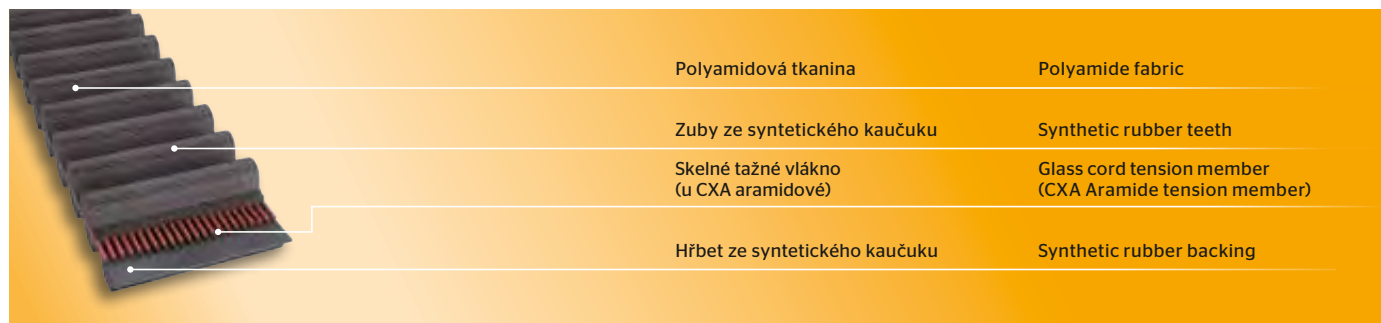 Polyamidová tkanina
Polyamide fabric
Zuby ze syntetického kaučuku
Synthetic rubber teeth
Skelné tažné vlákno
(u CXA aramidové)
Glass cord tension member
(CXA Aramide tension member)
Hřbet ze syntetického kaučuku
Synthetic rubber backing